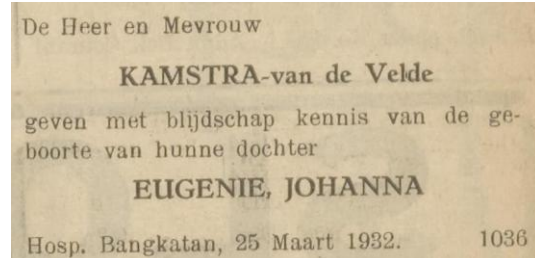 De Heer en Mevrouw
KAMSTRA-van de Velde
geven met blijdschap kennis van de ge-
boorte van hunne dochter
EUGENIE, JOHANNA
Hosp. Bangkatan, 25 Maart 1932. 1036